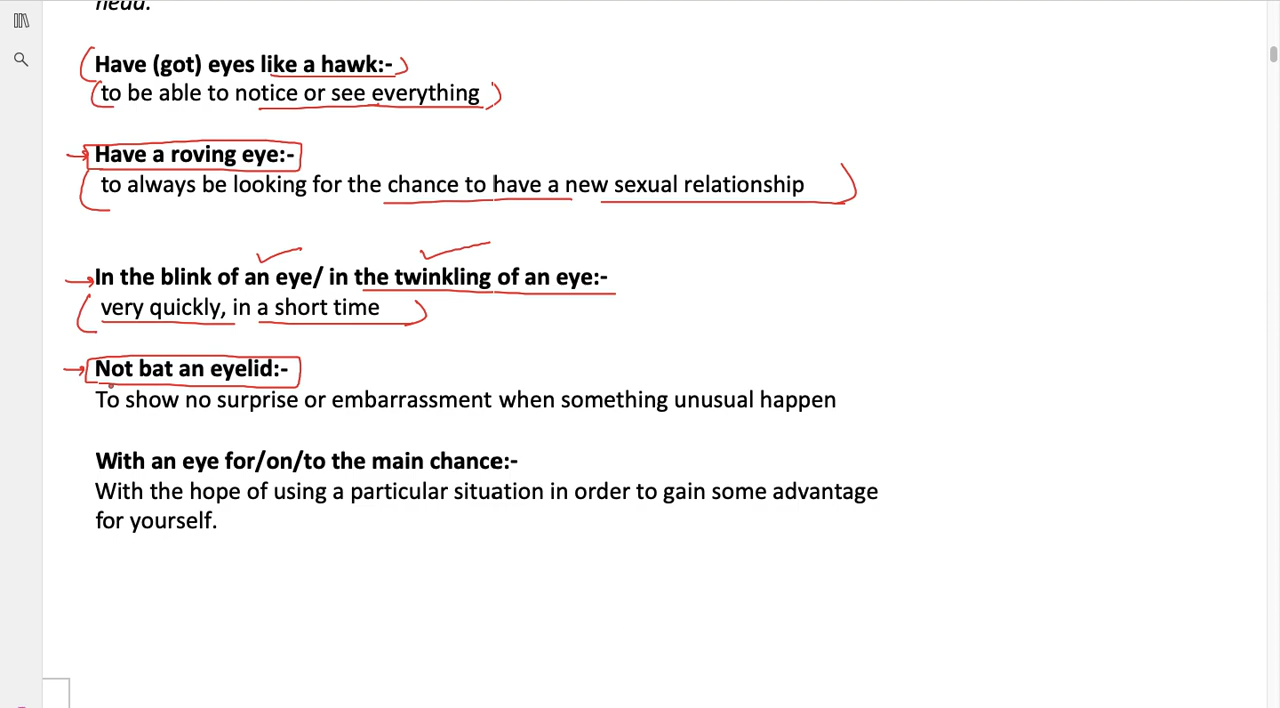 head.
Have (got) eyes like a hawk:-
to be able to notice or see everything
Have a roving eye:-
to always be looking for the chance to have a new sexual relationship
In the blink of an eye/ in the twinkling of an eye:-
very quickly, in a short time
Not bat an eyelid:-
To show no surprise or embarrassment when something unusual happen
With an eye for/on/to the main chance:-
With the hope of using a particular situation in order to gain some advantage
for yourself.